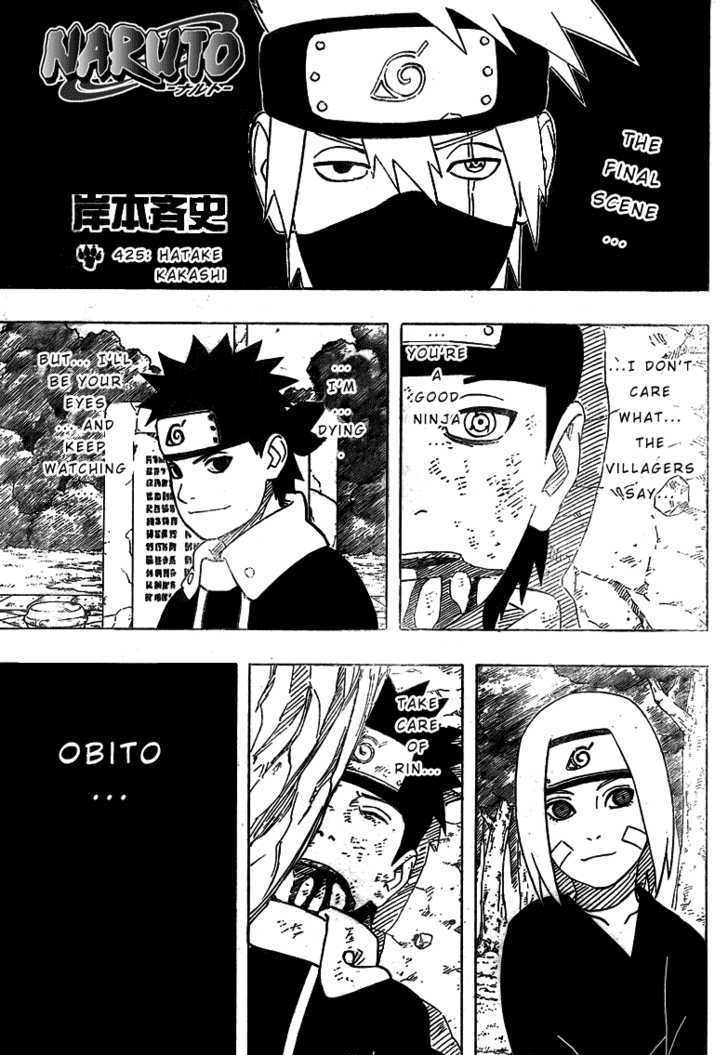 NARUTO
-ナルト-
岸本斉史
425: HATAKE
KAKASHI
THE
FINAL
SCENE
...
...I DON'T
CARE
WHAT...
THE
VILLAGERS
SAY...
...
YOU'RE
A
GOOD
NINJA
...
I'M
...
DYING
.
BUT... I'LL
BE YOUR
EYES
... AND
KEEP
WATCHING
TAKE
CARE
OF
RIN...
OBITO
...